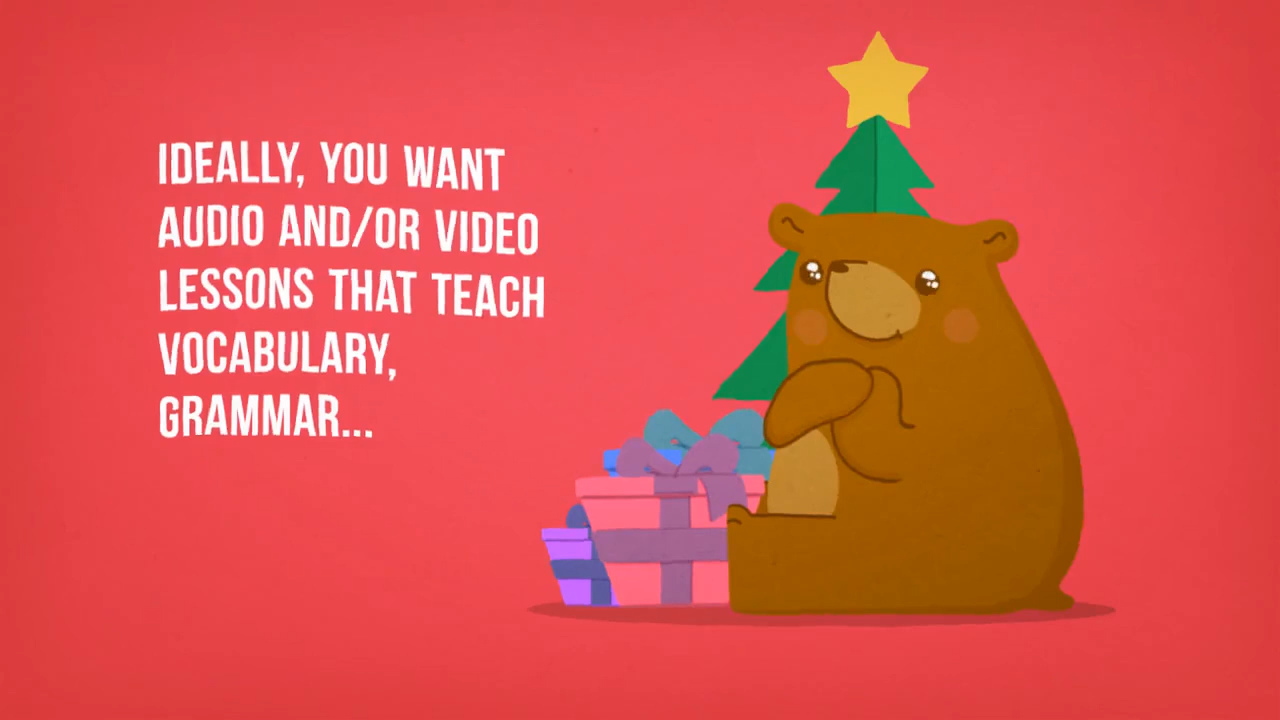 IDEALLY, YOU WANT
AUDIO AND/OR VIDEO
LESSONS THAT TEACH
VOCABULARY,
GRAMMAR...